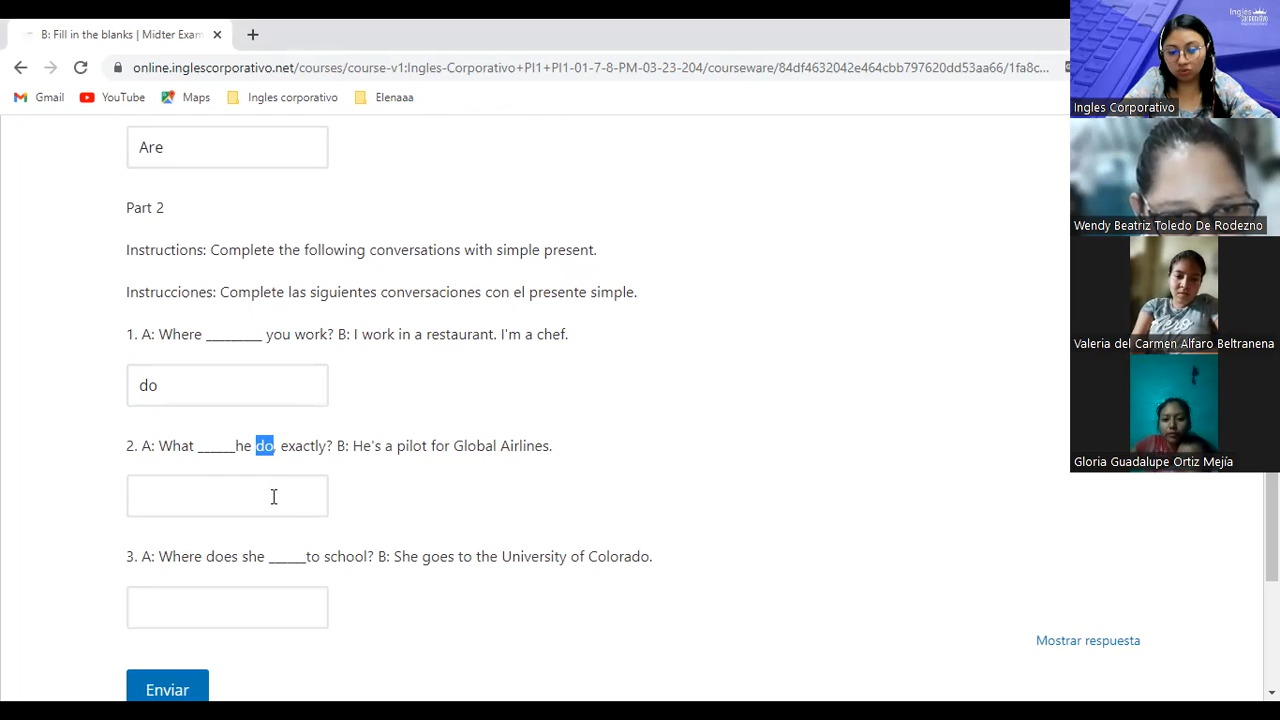 B: Fill in the blanks | Midter Exam
online.inglescorporativo.net/courses/course-v1:Ingles-Corporativo+PI1+PI1-01-7-8-PM-03-23-204/courseware/84df4632042e464cbb797620dd53aa66/1fa8c...
Gmail YouTube Maps Ingles corporativo Elenaaa
Are
Part 2
Instructions: Complete the following conversations with simple present.
Instrucciones: Complete las siguientes conversaciones con el presente simple.
1. A: Where _________ you work? B: I work in a restaurant. I'm a chef.
do
2. A: What ______he do, exactly? B: He's a pilot for Global Airlines.
3. A: Where does she ______to school? B: She goes to the University of Colorado.
Mostrar respuesta
Enviar
Ingles
Corporativo
Ingles Corporativo
Wendy Beatriz Toledo De Rodezno
Valeria del Carmen Alfaro Beltranena
Gloria Guadalupe Ortiz Mejía